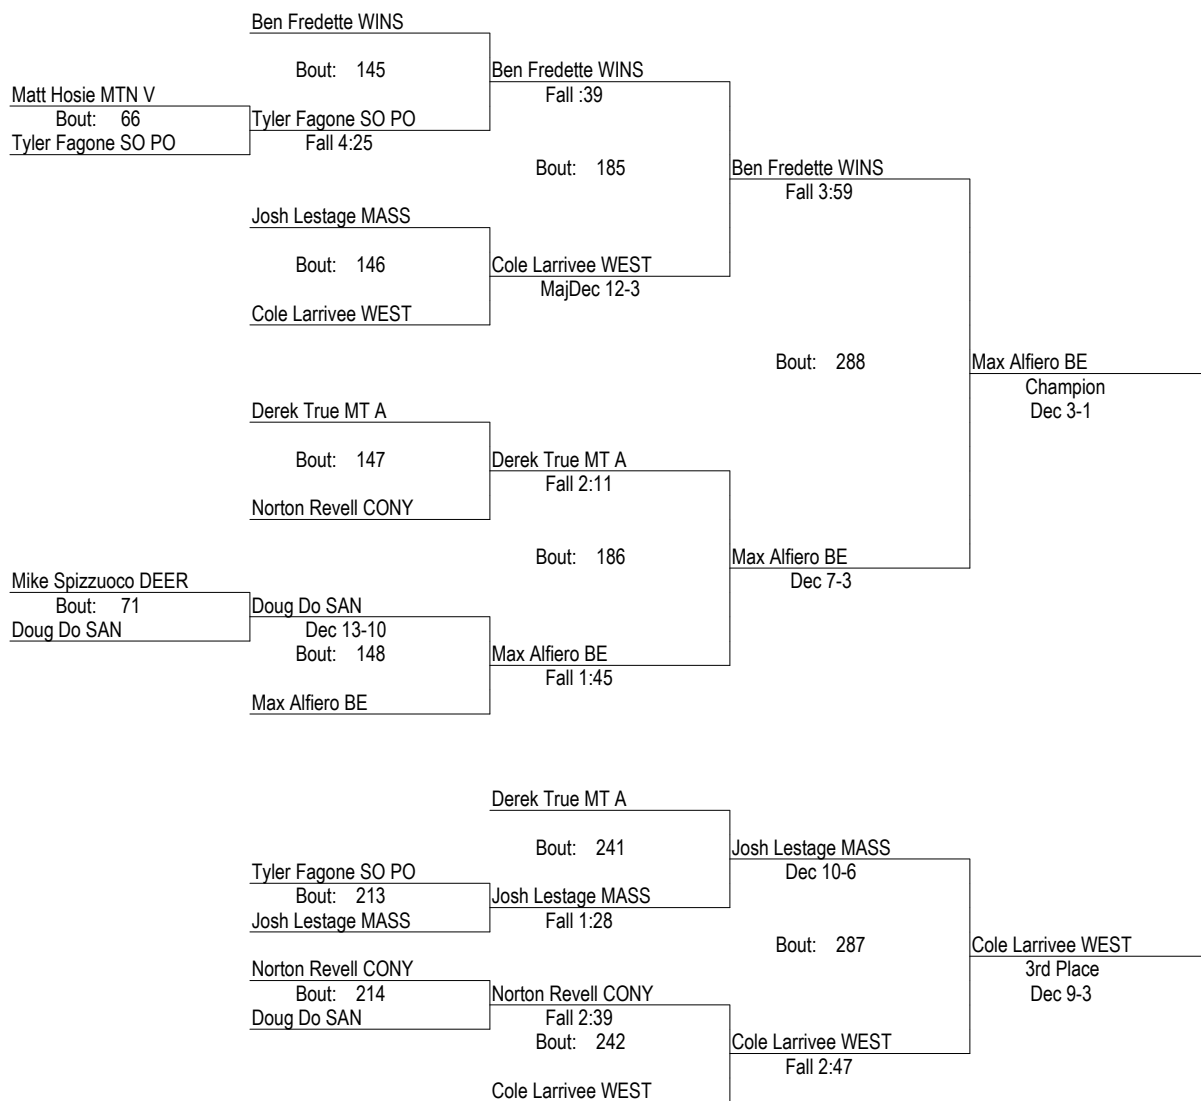 Ben Fredette WINS
Bout: 145
Ben Fredette WINS
Fall :39
Matt Hosie MTN V
Bout: 66
Tyler Fagone SO PO
Tyler Fagone SO PO
Fall 4:25
Bout: 185
Ben Fredette WINS
Fall 3:59
Josh Lestage MASS
Bout: 146
Cole Larrivee WEST
MajDec 12-3
Cole Larrivee WEST
Bout: 288
Max Alfiero BE
Champion
Dec 3-1
Derek True MT A
Bout: 147
Derek True MT A
Fall 2:11
Norton Revell CONY
Bout: 186
Max Alfiero BE
Dec 7-3
Mike Spizzuoco DEER
Bout: 71
Doug Do SAN
Doug Do SAN
Dec 13-10
Bout: 148
Max Alfiero BE
Fall 1:45
Max Alfiero BE
Derek True MT A
Bout: 241
Josh Lestage MASS
Dec 10-6
Tyler Fagone SO PO
Bout: 213
Josh Lestage MASS
Josh Lestage MASS
Fall 1:28
Bout: 287
Cole Larrivee WEST
3rd Place
Dec 9-3
Norton Revell CONY
Bout: 214
Doug Do SAN
Norton Revell CONY
Fall 2:39
Bout: 242
Cole Larrivee WEST
Fall 2:47
Cole Larrivee WEST